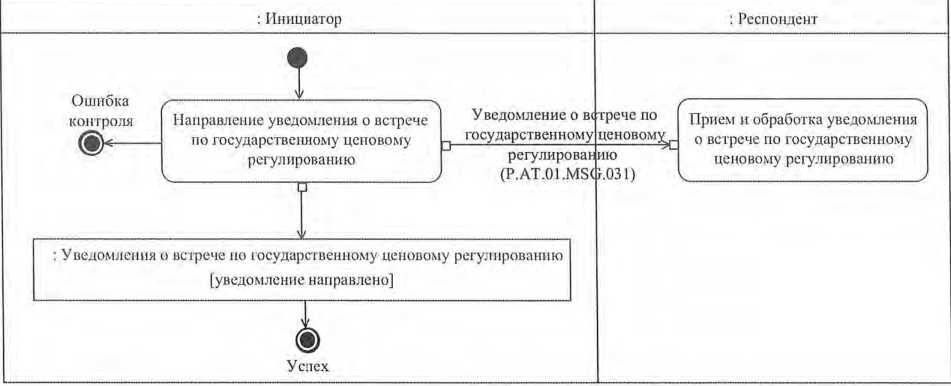 : Инициатор
: Респондент
Ошибка
контроля
Направление уведомления о встрече
по государственному ценовому
регулированию
Уведомление о встрече по
государственному ценовому
регулированию
(P.AT.01.MSG.031)
Прием и обработка уведомления
о встрече по государственному
ценовому регулированию
: Уведомления о встрече по государственному ценовому регулированию
[уведомление направлено]
Успех